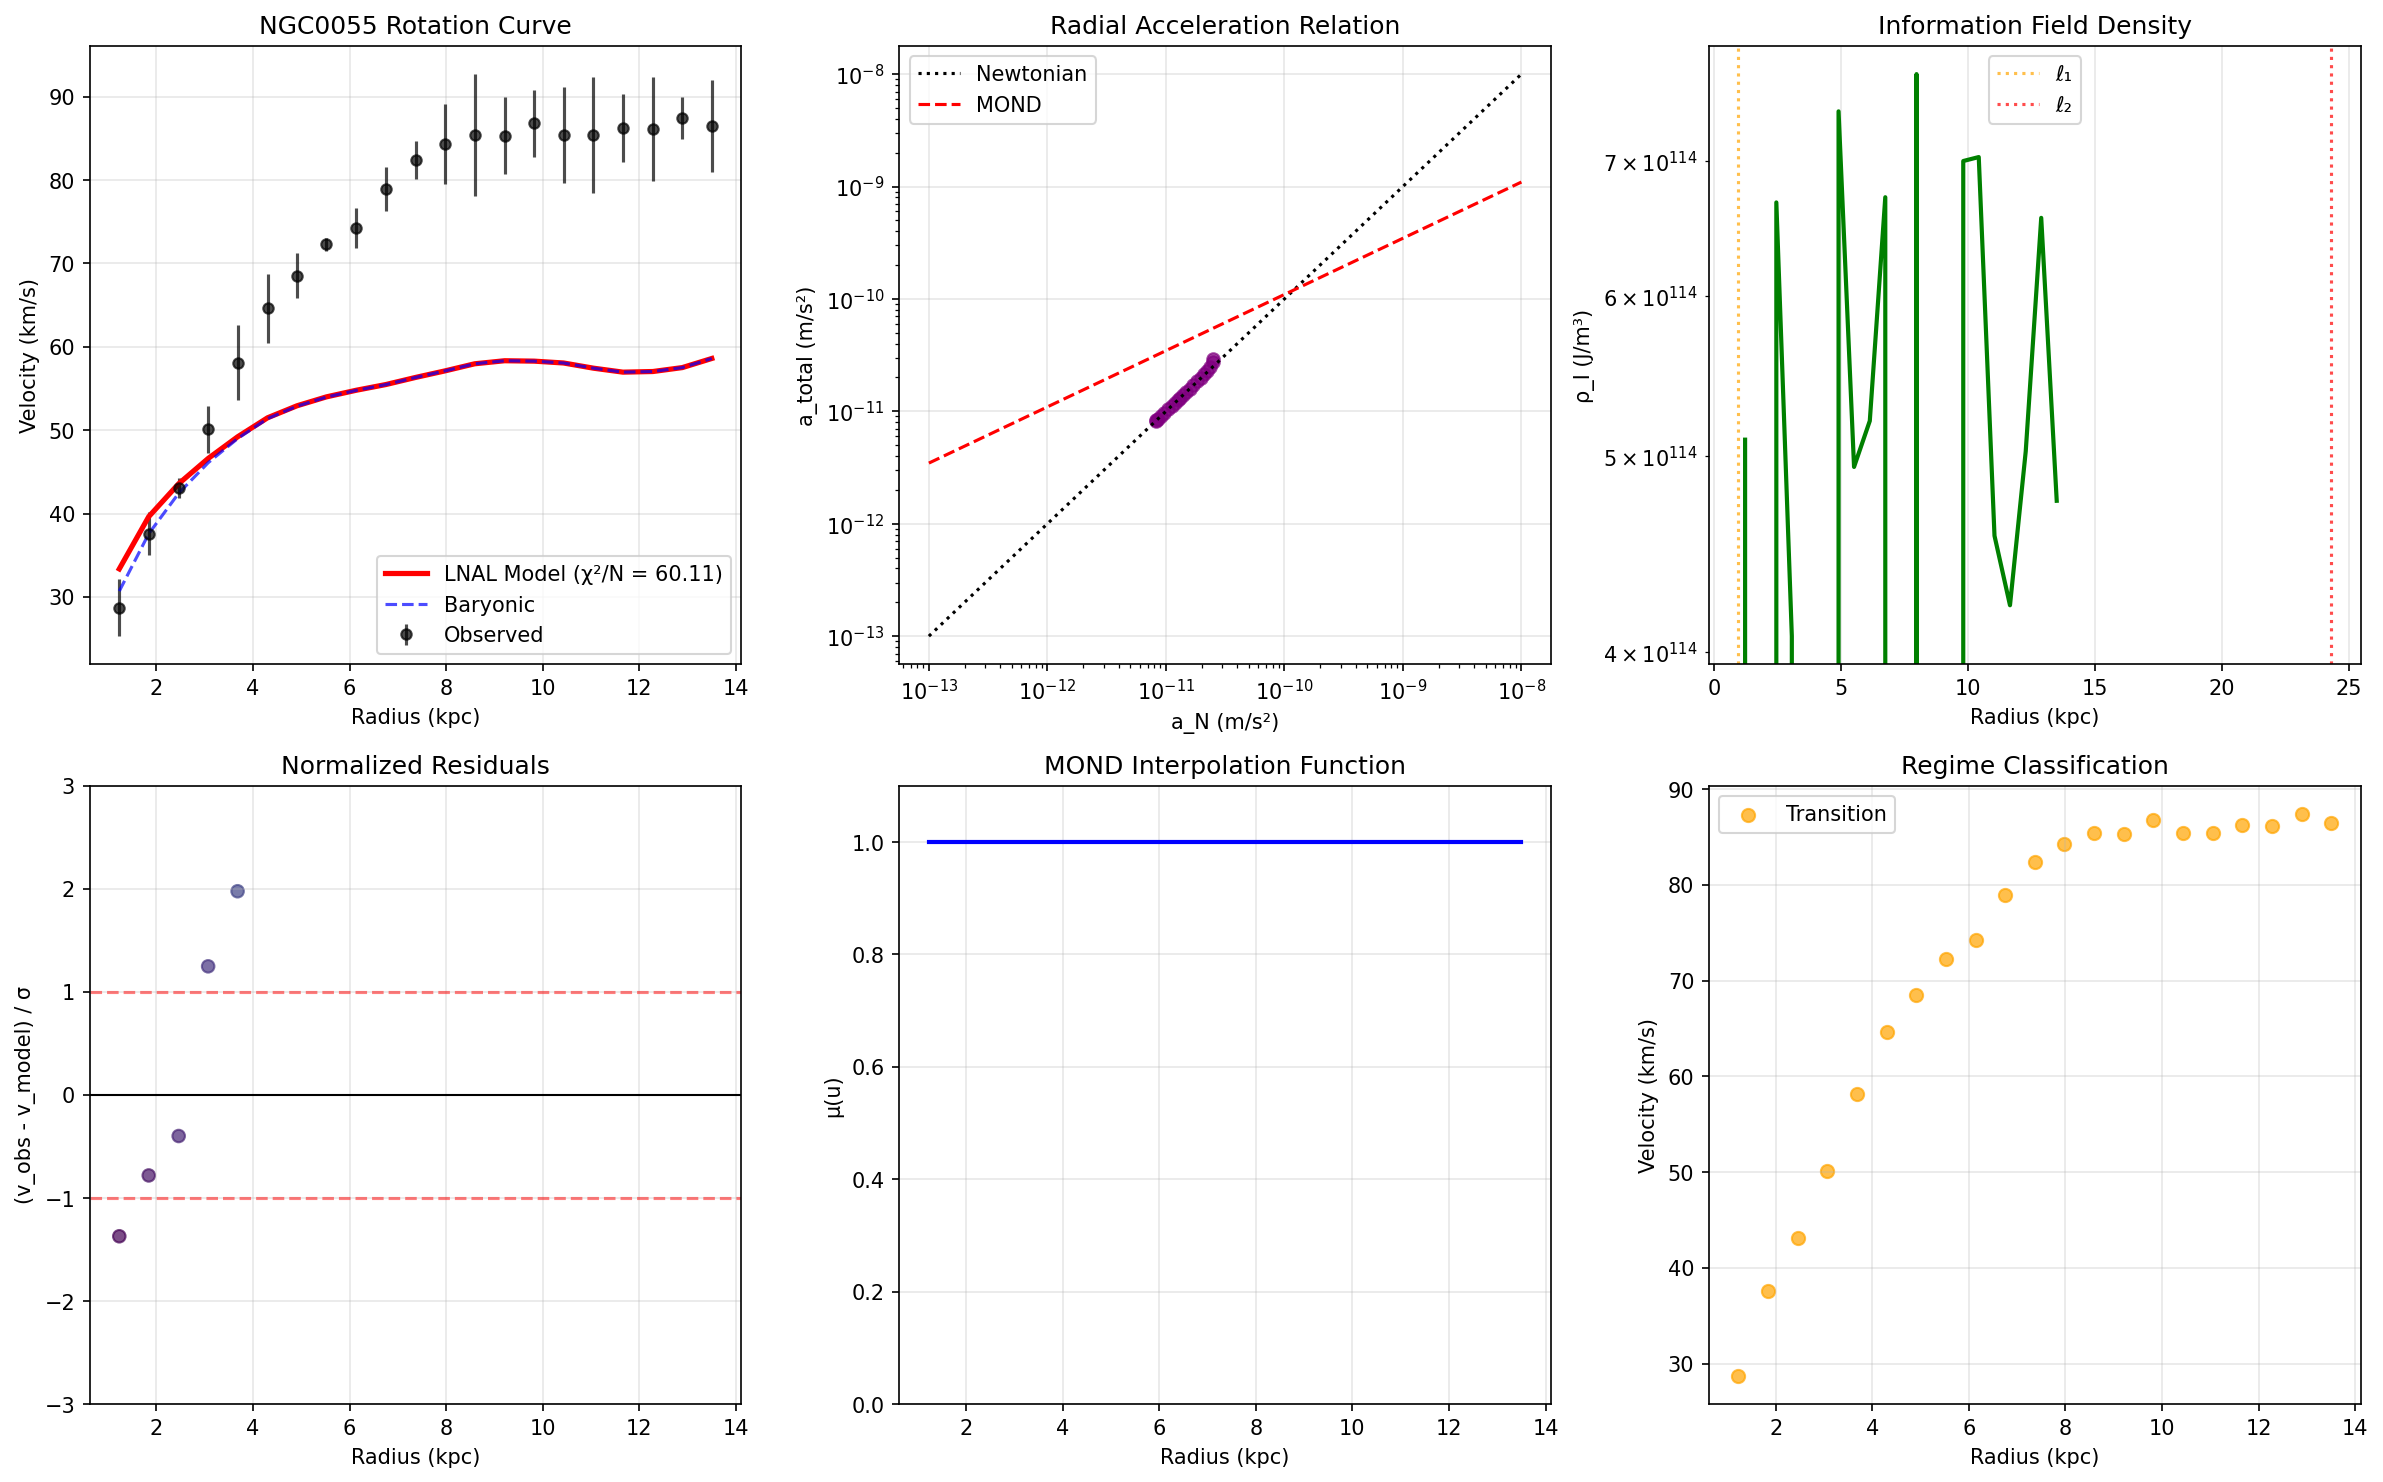 NGC0055 Rotation Curve
Velocity (km/s)
90
80
70
60
50
40
30
LNAL Model (χ²/N = 60.11)
Baryonic
Observed
2 4 6 8 10 12 14
Radius (kpc)
Radial Acceleration Relation
a_total (m/s²)
Newtonian
MOND
10⁻⁸
10⁻⁹
10⁻¹⁰
10⁻¹¹
10⁻¹²
10⁻¹³
10⁻¹³ 10⁻¹² 10⁻¹¹ 10⁻¹⁰ 10⁻⁹ 10⁻⁸
a_N (m/s²)
Information Field Density
ρ_I (J/m³)
ℓ₁
ℓ₂
7 × 10¹¹⁴
6 × 10¹¹⁴
5 × 10¹¹⁴
4 × 10¹¹⁴
0 5 10 15 20 25
Radius (kpc)
Normalized Residuals
(v_obs - v_model) / σ
3
2
1
0
−1
−2
−3
2 4 6 8 10 12 14
Radius (kpc)
MOND Interpolation Function
μ(u)
1.0
0.8
0.6
0.4
0.2
0.0
2 4 6 8 10 12 14
Radius (kpc)
Regime Classification
Velocity (km/s)
Transition
90
80
70
60
50
40
30
2 4 6 8 10 12 14
Radius (kpc)